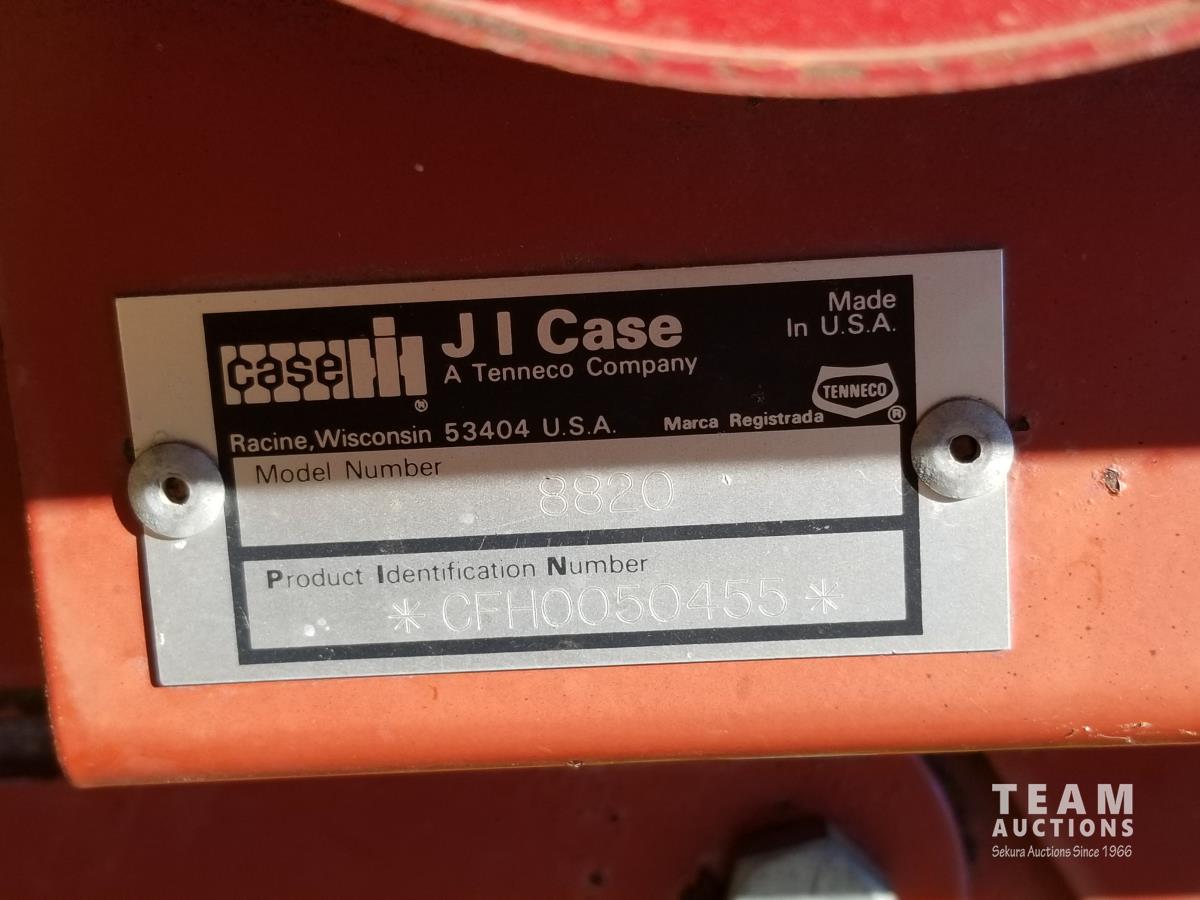 case IH ®
J I Case
A Tenneco Company
Made
In U.S.A.
TENNECO ®
Racine, Wisconsin 53404 U.S.A.
Marca Registrada
Model Number
8820
Product Identification Number
*CFH0050455*
TEAM
AUCTIONS
Sekura Auctions Since 1966